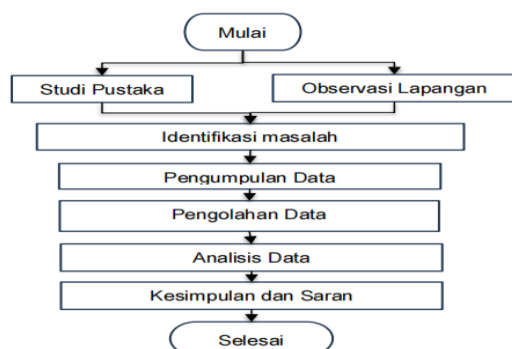 Mulai
Studi Pustaka
Observasi Lapangan
Identifikasi masalah
Pengumpulan Data
Pengolahan Data
Analisis Data
Kesimpulan dan Saran
Selesai